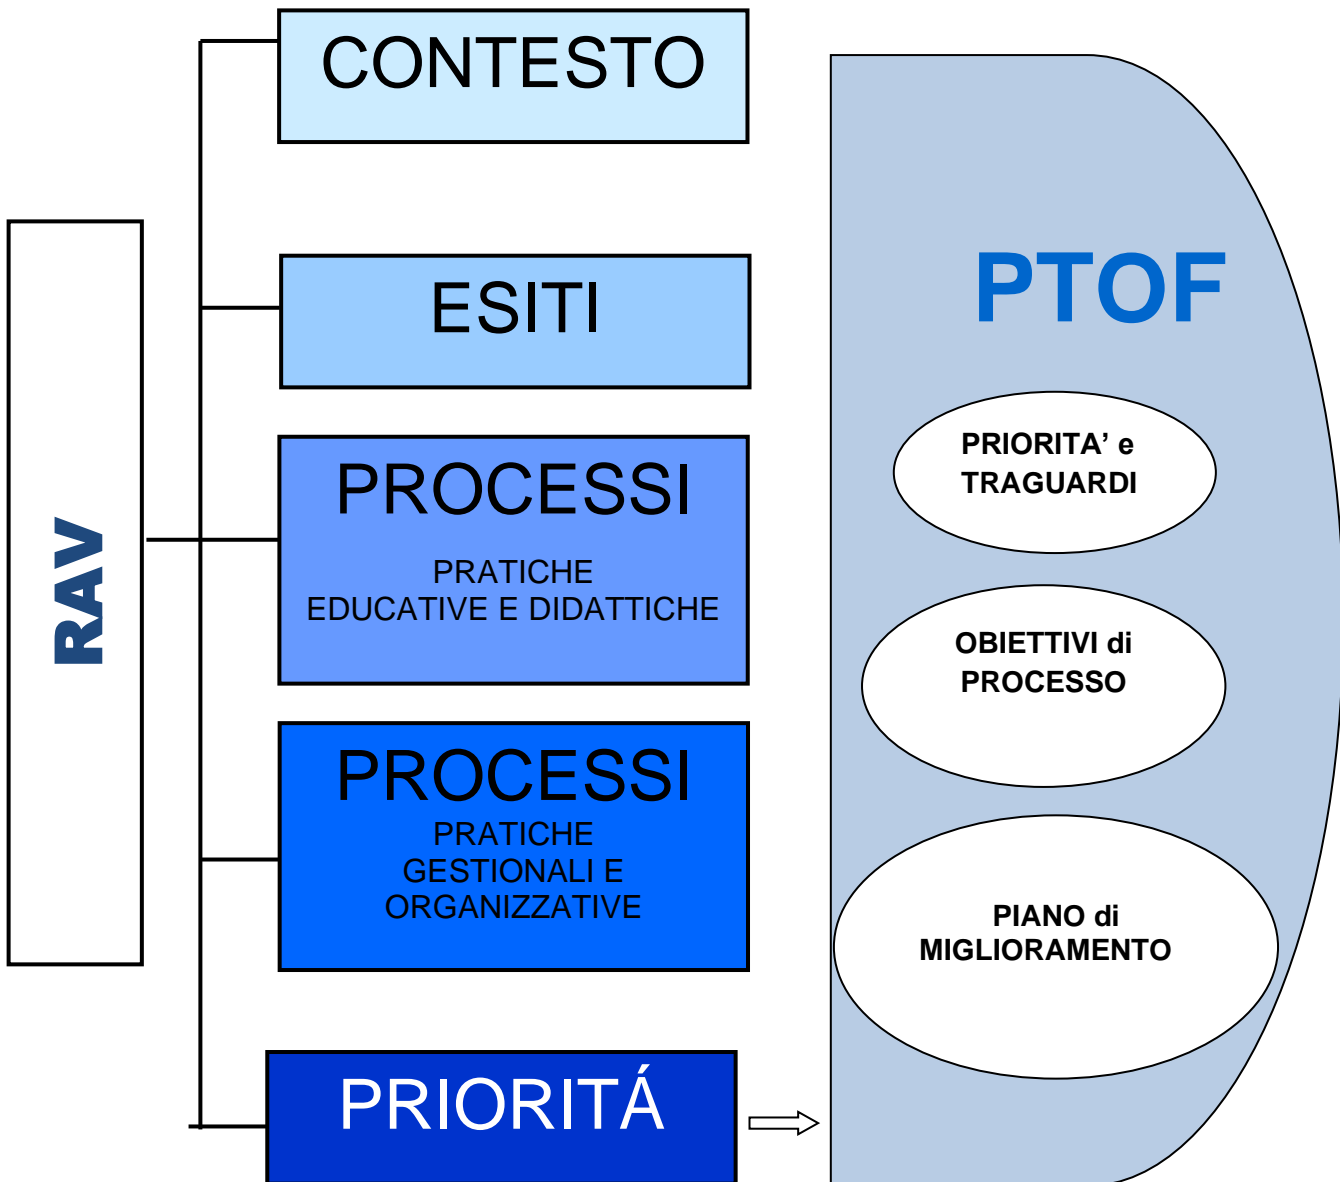 RAV
CONTESTO
ESITI
PROCESSI
PRATICHE
EDUCATIVE E DIDATTICHE
PROCESSI
PRATICHE
GESTIONALI E
ORGANIZZATIVE
PRIORITÁ
PTOF
PRIORITA’ e
TRAGUARDI
OBIETTIVI di
PROCESSO
PIANO di
MIGLIORAMENTO